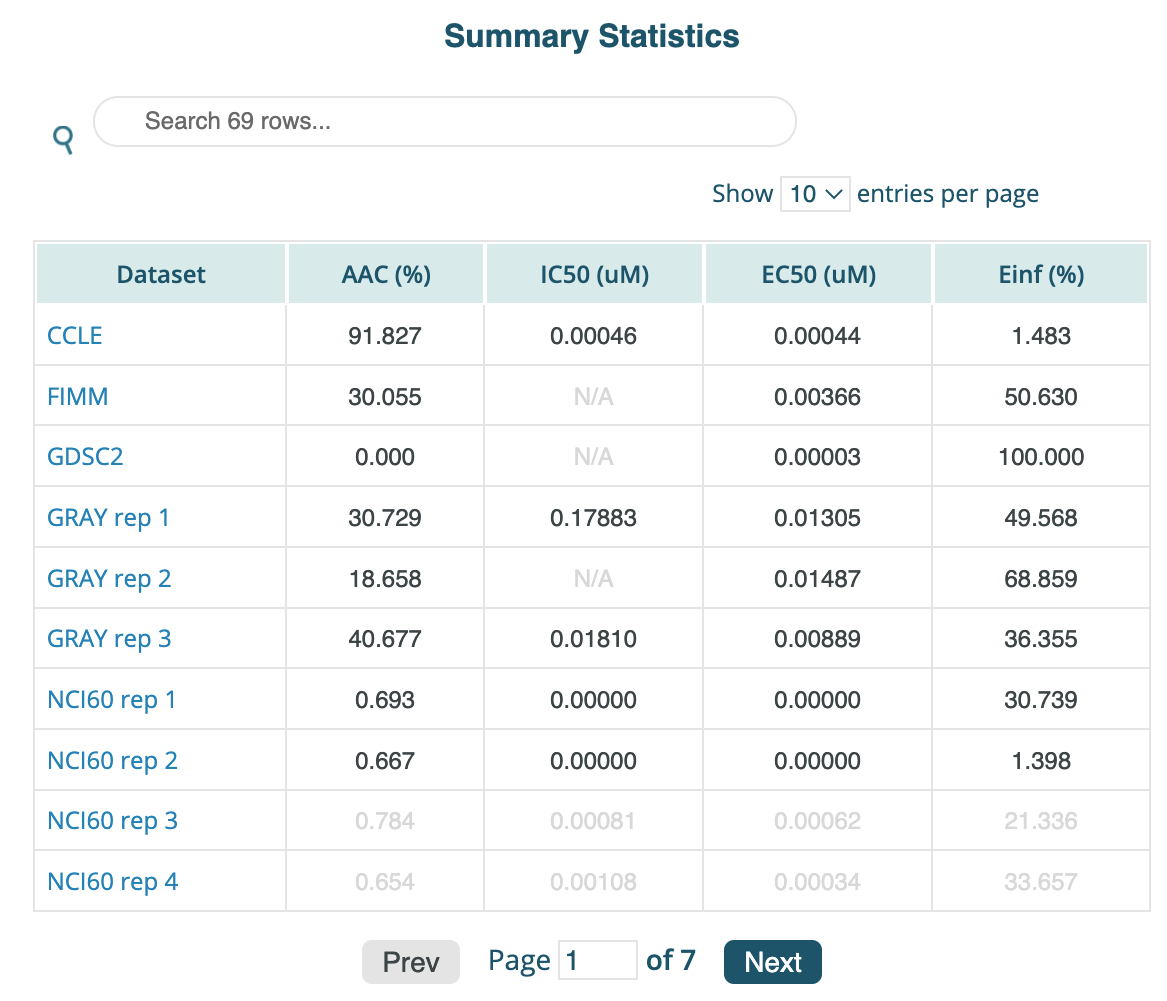 Summary Statistics
Search 69 rows...
Show 10 entries per page
Dataset AAC (%) IC50 (uM) EC50 (uM) Einf (%)
CCLE 91.827 0.00046 0.00044 1.483
FIMM 30.055 N/A 0.00366 50.630
GDSC2 0.000 N/A 0.00003 100.000
GRAY rep 1 30.729 0.17883 0.01305 49.568
GRAY rep 2 18.658 N/A 0.01487 68.859
GRAY rep 3 40.677 0.01810 0.00889 36.355
NCI60 rep 1 0.693 0.00000 0.00000 30.739
NCI60 rep 2 0.667 0.00000 0.00000 1.398
NCI60 rep 3 0.784 0.00081 0.00062 21.336
NCI60 rep 4 0.654 0.00108 0.00034 33.657
Prev Page 1 of 7 Next